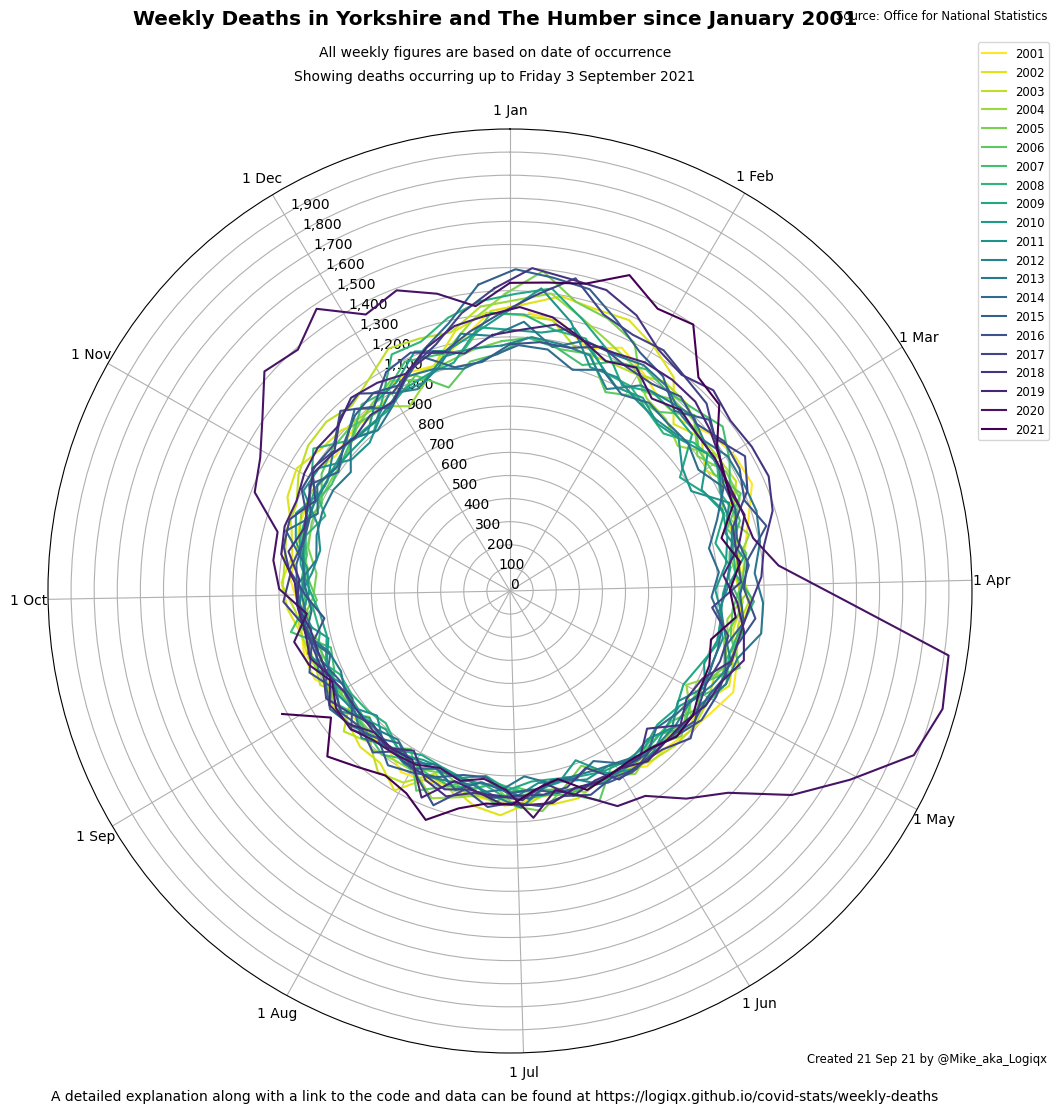 Weekly Deaths in Yorkshire and The Humber since January 2001
Source: Office for National Statistics
All weekly figures are based on date of occurrence
Showing deaths occurring up to Friday 3 September 2021
2001
2002
2003
2004
2005
2006
2007
2008
2009
2010
2011
2012
2013
2014
2015
2016
2017
2018
2019
2020
2021
1 Jan
1 Feb
1 Mar
1 Apr
1 May
1 Jun
1 Jul
1 Aug
1 Sep
1 Oct
1 Nov
1 Dec
1,900
1,800
1,700
1,600
1,500
1,400
1,300
1,200
1,100
900
800
700
600
500
400
300
200
100
0
Created 21 Sep 21 by @Mike_aka_Logiqx
A detailed explanation along with a link to the code and data can be found at https://logiqx.github.io/covid-stats/weekly-deaths